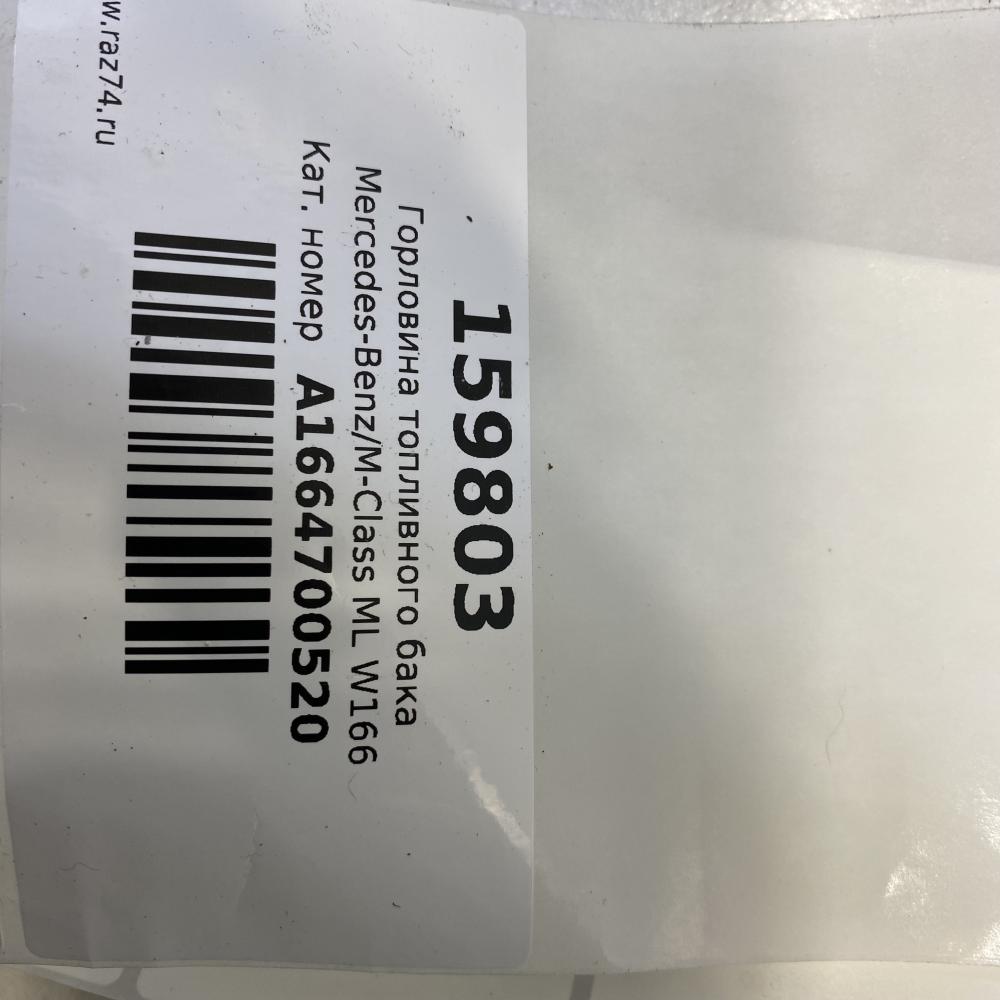 159803
Горловина топливного бака
Mercedes-Benz/M-Class ML W166
Кат. номер A1664700520
w.raz74.ru